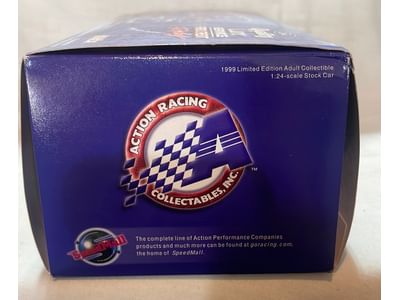 1999 Limited Edition Adult Collectible
1:24-scale Stock Car
ACTION RACING
A
COLLECTABLES, INC.
™
SpeedMall
The complete line of Action Performance Companies
products and much more can be found at goracing.com,
the home of SpeedMall.